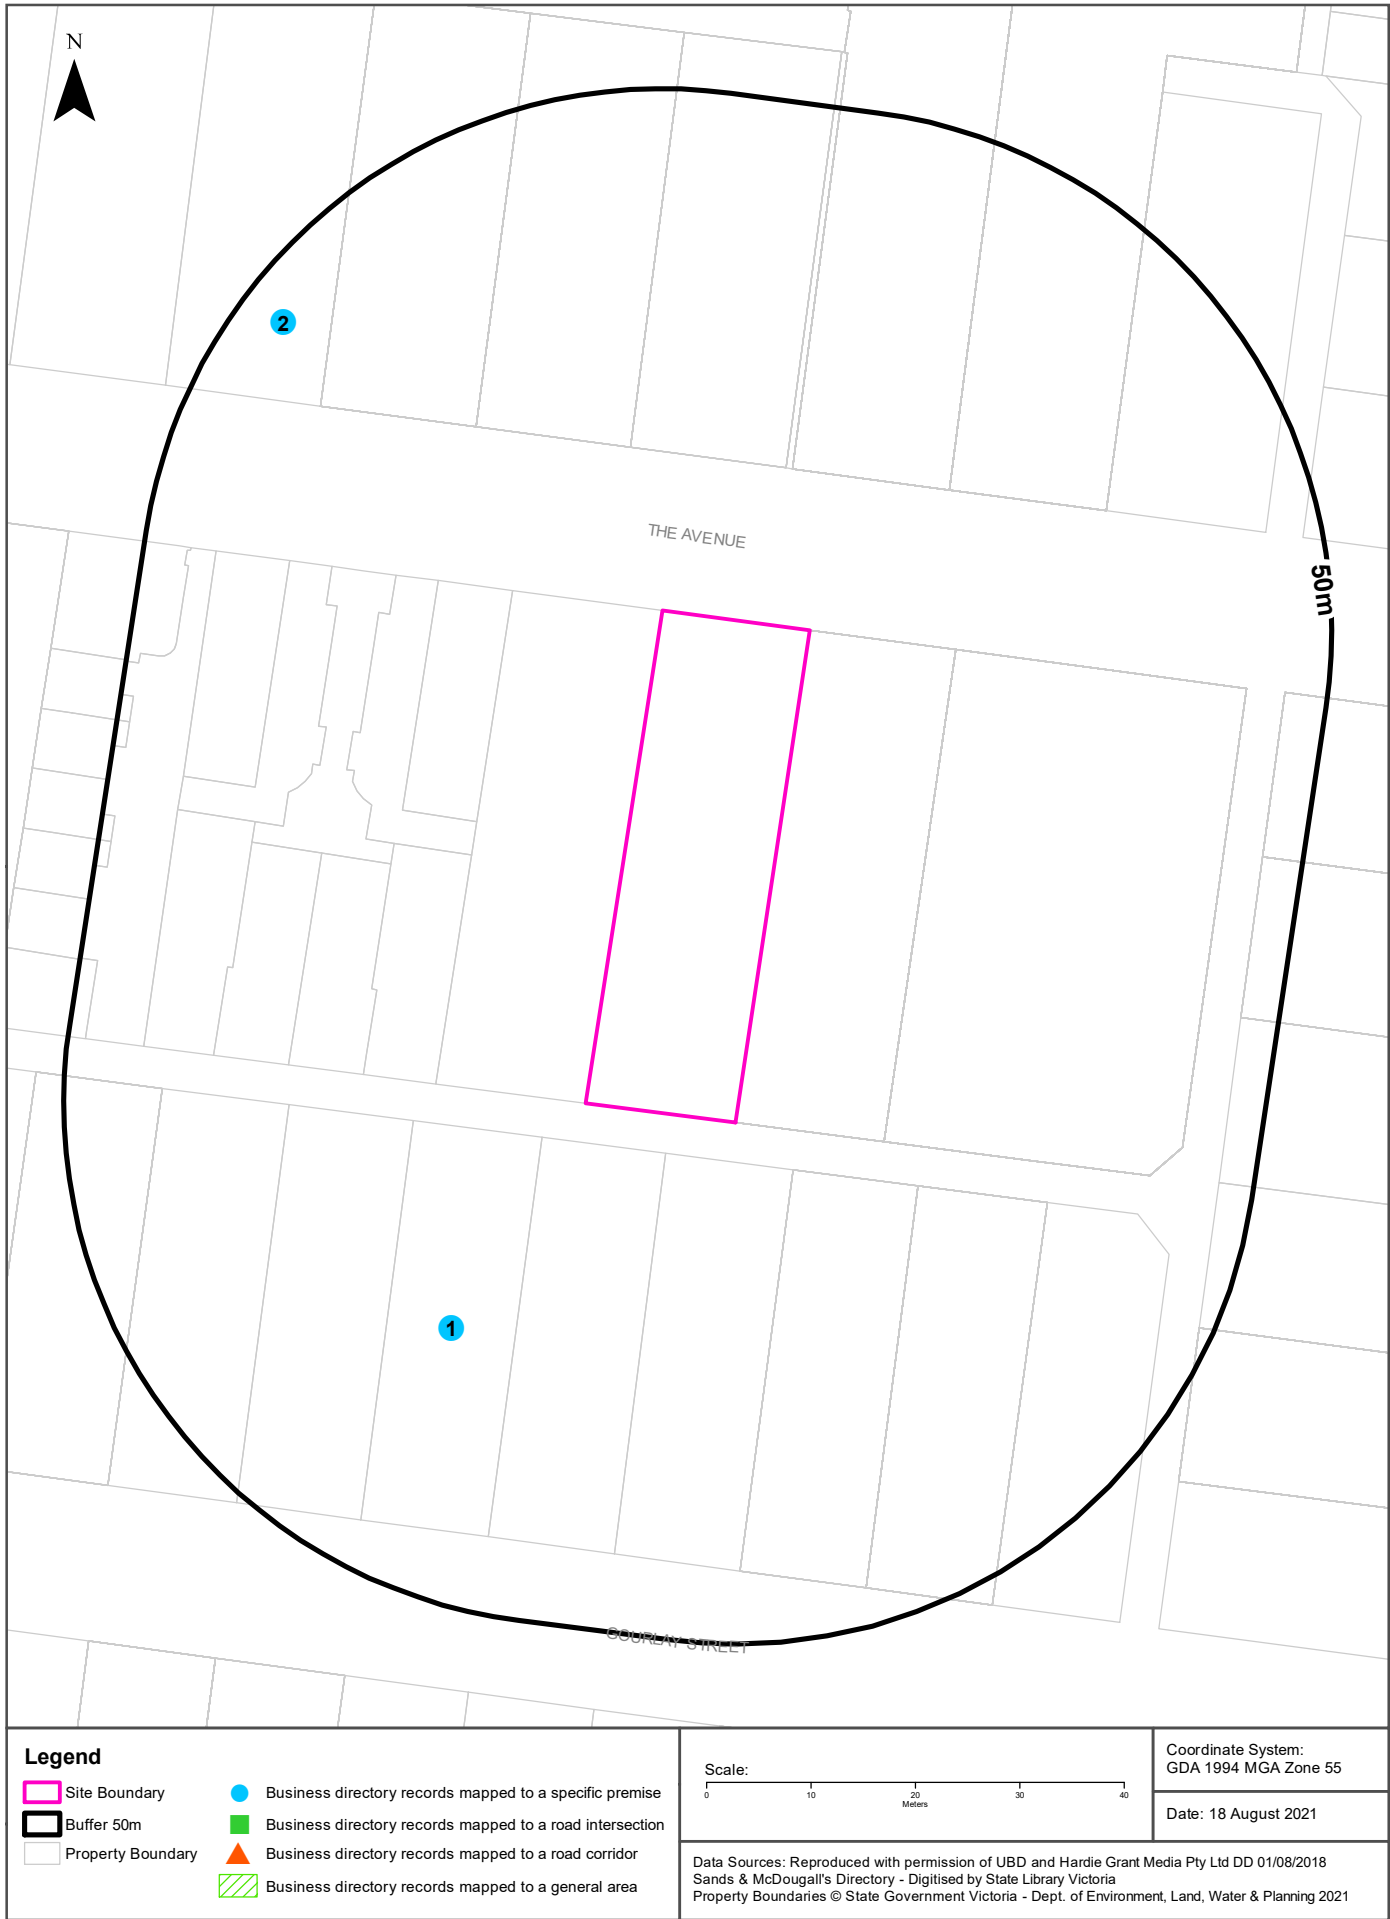 N
2
THE AVENUE
50m
1
GOURLAY STREET
Legend
Site Boundary
Buffer 50m
Property Boundary
Business directory records mapped to a specific premise
Business directory records mapped to a road intersection
Business directory records mapped to a road corridor
Business directory records mapped to a general area
Scale:
0 10 20 30 40
Meters
Coordinate System:
GDA 1994 MGA Zone 55
Date: 18 August 2021
Data Sources: Reproduced with permission of UBD and Hardie Grant Media Pty Ltd DD 01/08/2018
Sands & McDougall's Directory - Digitised by State Library Victoria
Property Boundaries © State Government Victoria - Dept. of Environment, Land, Water & Planning 2021